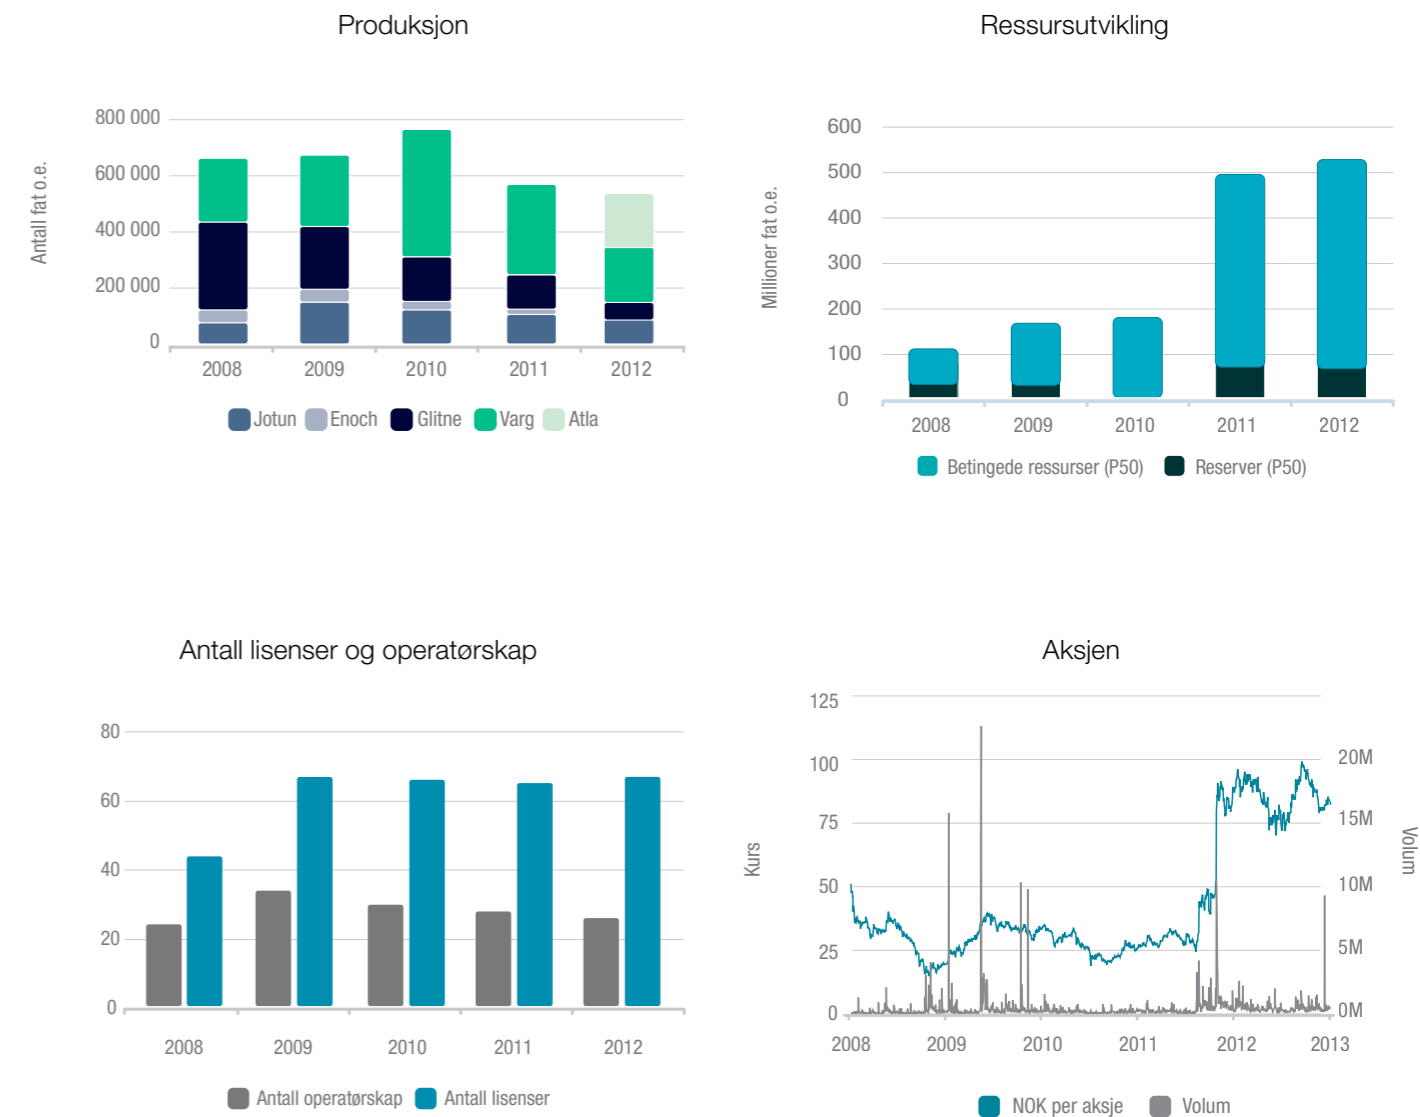 Produksjon
Antall fat o.e.
800 000
600 000
400 000
200 000
0
2008 2009 2010 2011 2012
Jotun Enoch Glitne Varg Atla
Ressursutvikling
Millioner fat o.e.
600
500
400
300
200
100
0
2008 2009 2010 2011 2012
Betingede ressurser (P50) Reserver (P50)
Antall lisenser og operatørskap
80
60
40
20
0
2008 2009 2010 2011 2012
Antall operatørskap Antall lisenser
Aksjen
Kurs
125
100
75
50
25
0
20M
15M
10M
5M
0M
Volum
2008 2009 2010 2011 2012 2013
NOK per aksje Volum